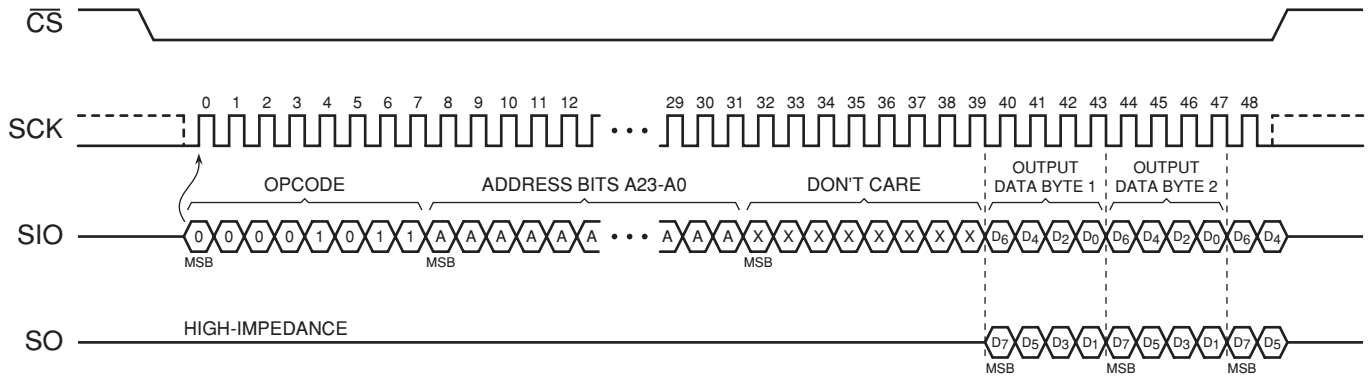 CS
0 1 2 3 4 5 6 7 8 9 10 11 12 29 30 31 32 33 34 35 36 37 38 39 40 41 42 43 44 45 46 47 48
SCK
OPCODE ADDRESS BITS A23-A0 DON'T CARE OUTPUT DATA BYTE 1 OUTPUT DATA BYTE 2
SIO 0 0 0 0 1 0 1 1 A A A A A A A A A X X X X X X X X D6 D4 D2 D0 D6 D4 D2 D0 D6 D4
MSB MSB MSB
HIGH-IMPEDANCE
SO D7 D5 D3 D1 D7 D5 D3 D1 D7 D5
MSB MSB MSB